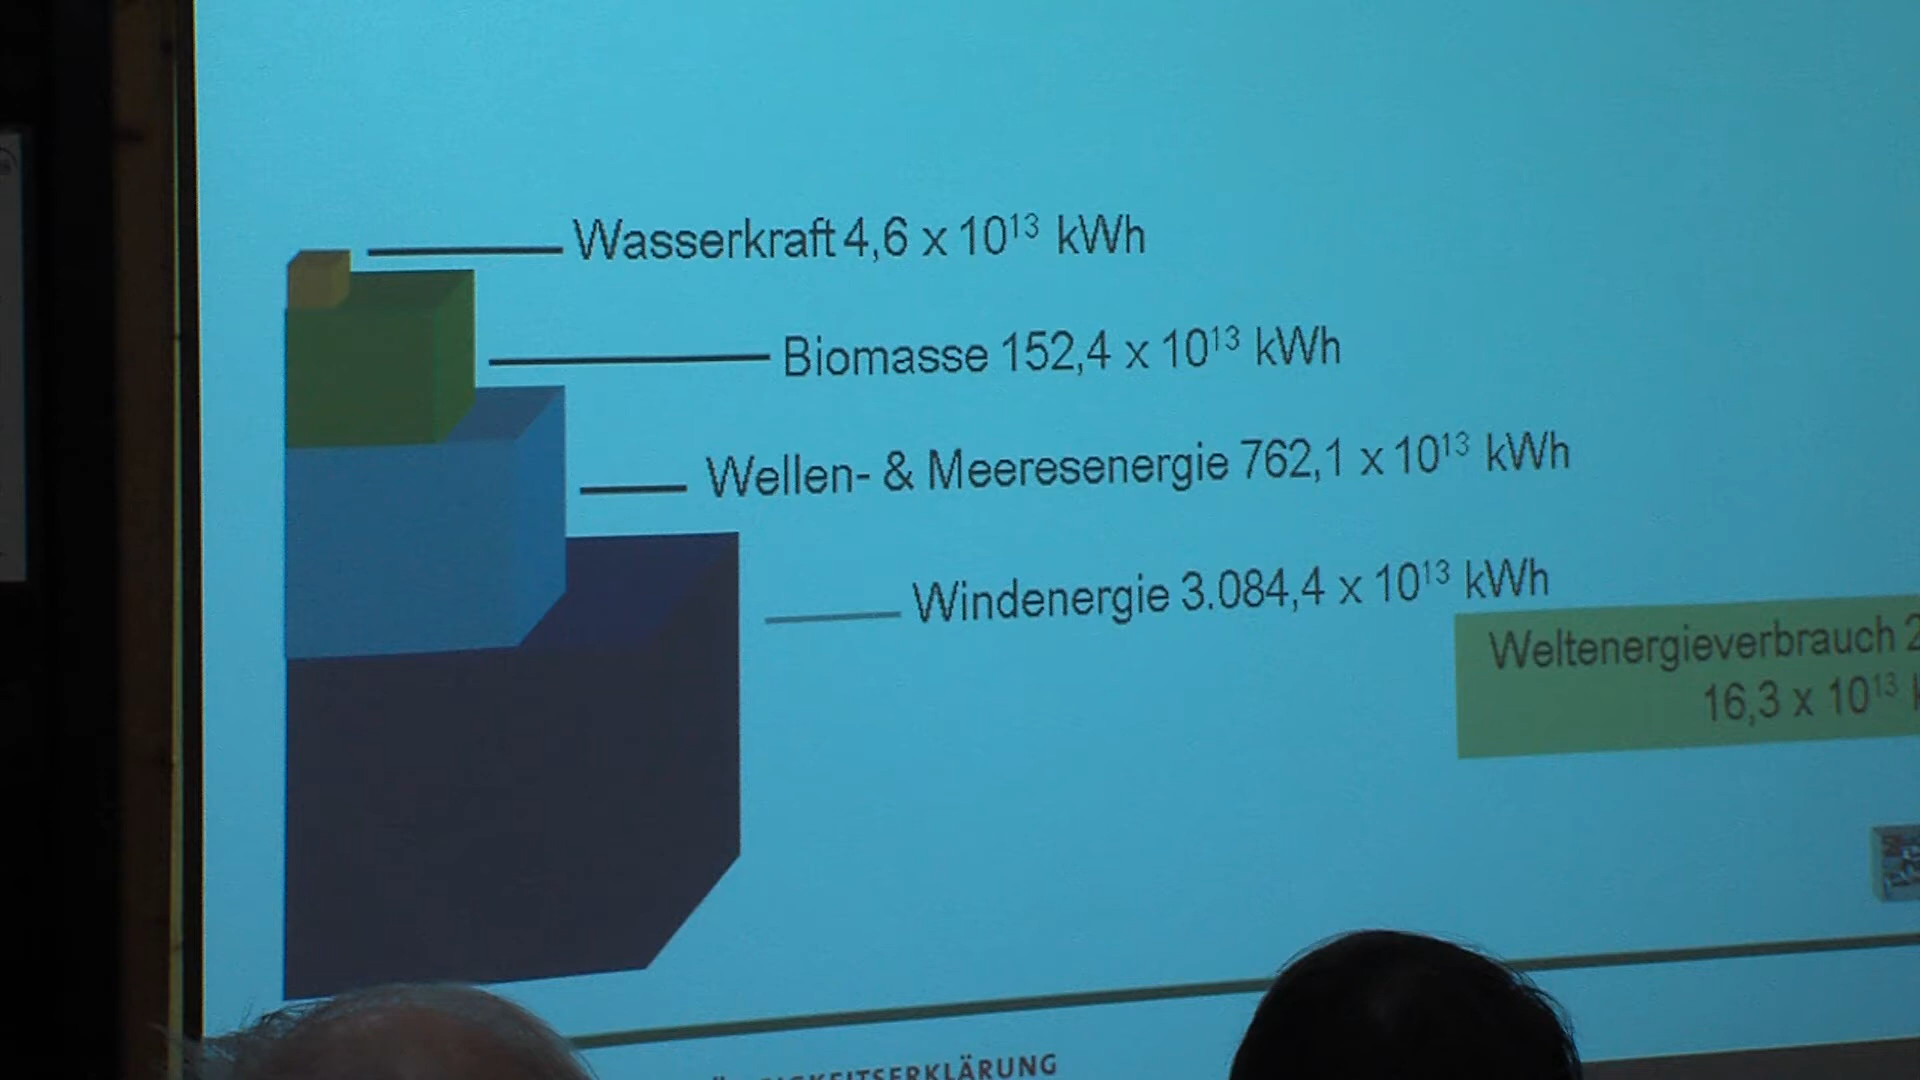 Wasserkraft 4,6 x 10¹³ kWh
Biomasse 152,4 x 10¹³ kWh
Wellen- & Meeresenergie 762,1 x 10¹³ kWh
Windenergie 3.084,4 x 10¹³ kWh
Weltenergieverbrauch 2
16,3 x 10¹³